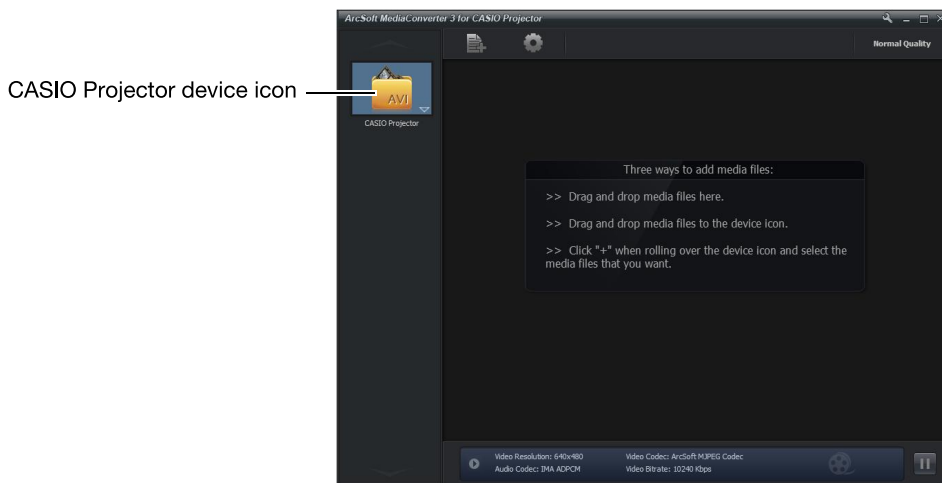 ArcSoft MediaConverter 3 for CASIO Projector
Normal Quality
CASIO Projector device icon
AVI
CASIO Projector
Three ways to add media files:
>> Drag and drop media files here.
>> Drag and drop media files to the device icon.
>> Click "+" when rolling over the device icon and select the
media files that you want.
Video Resolution: 640x480
Video Codec: ArcSoft MJPEG Codec
Audio Codec: IMA ADPCM
Video Bitrate: 10240 Kbps